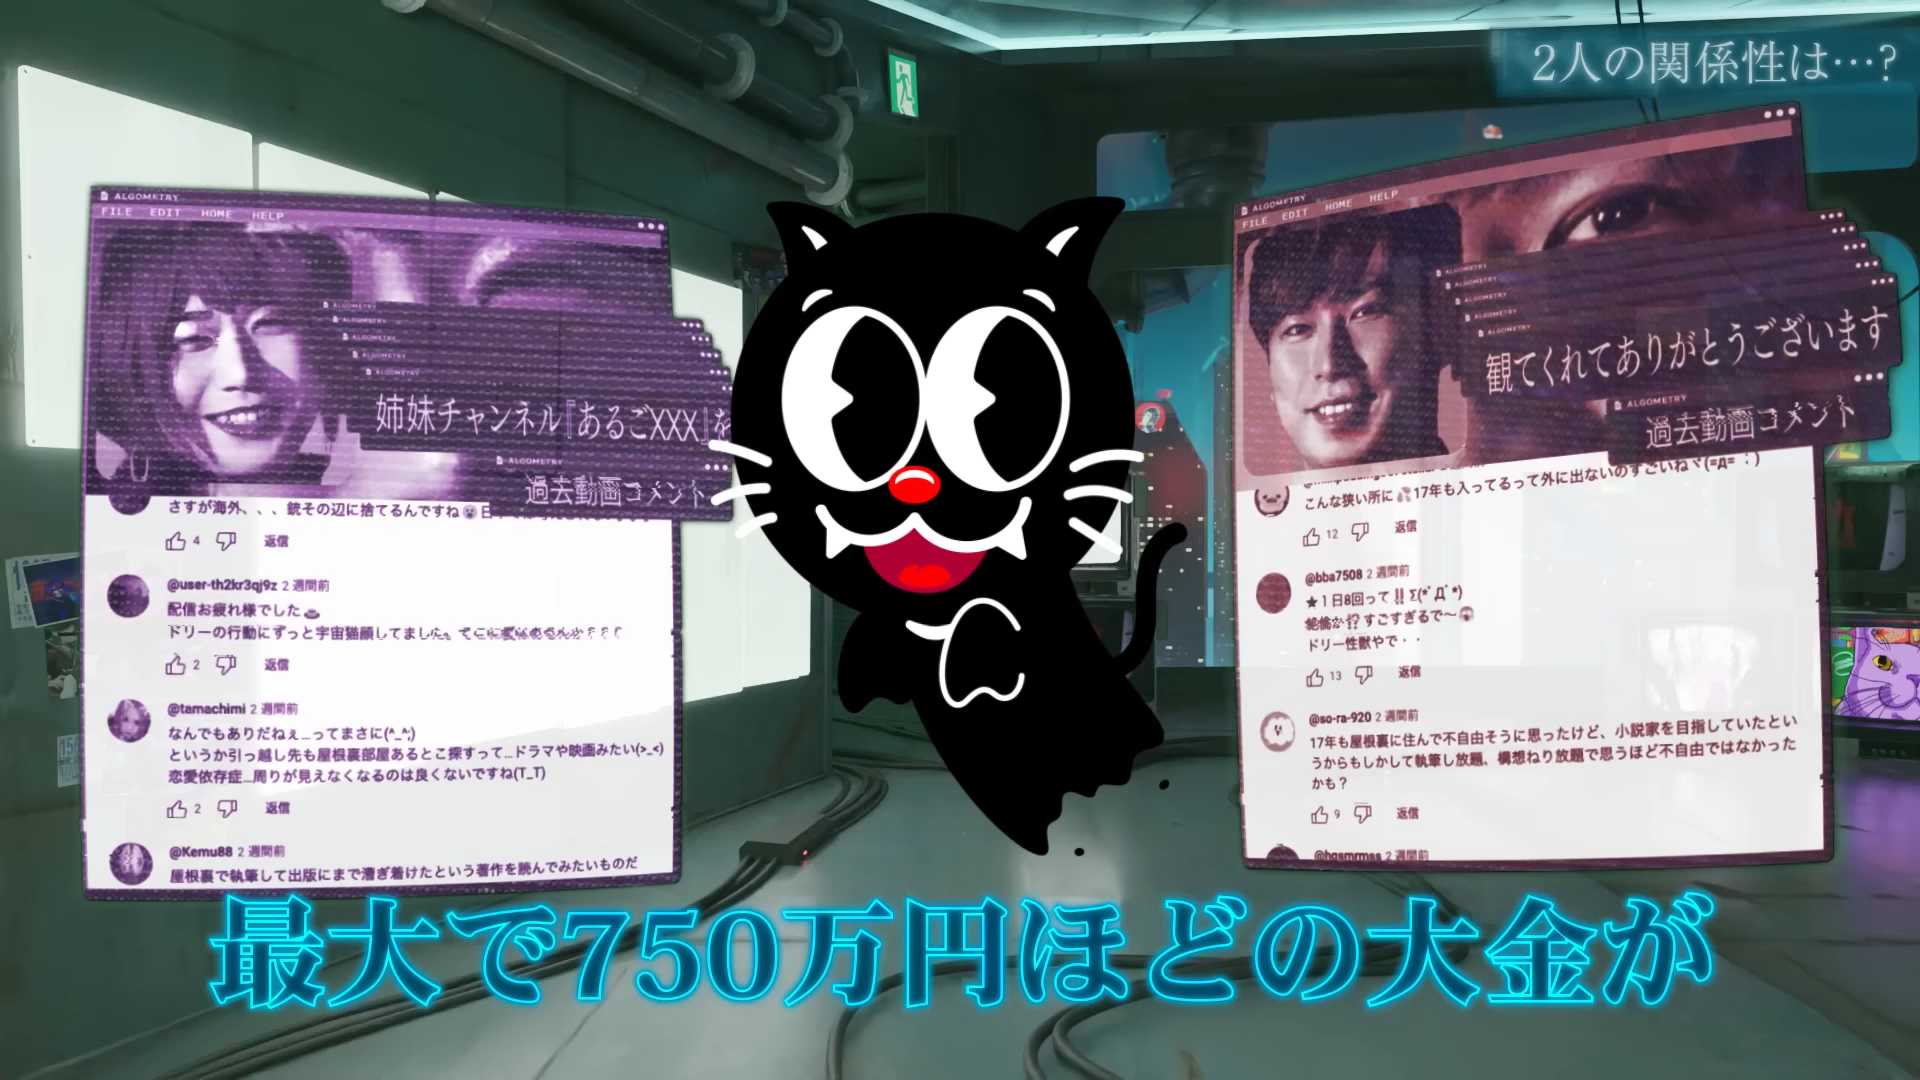 2人の関係性は…?
ALGOMETRY
FILE EDIT HOME HELP
ALGOMETRY
ALGOMETRY
ALGOMETRY
ALGOMETRY
ALGOMETRY
姉妹チャンネル『あるごXXX』を
ALGOMETRY
過去動画コメント
さすが海外、、、銃その辺に捨てるんですね
4 返信
@user-th2kr3qj9z 2 週間前
配信お疲れ様でした
ドリーの行動にずっと宇宙猫顔してました
2 返信
@tamachimi 2 週間前
なんでもありだねぇ...ってまさに(^_^;)
というか引っ越し先も屋根裏部屋あるとこ探すって...ドラマや映画みたい(>_<)
恋愛依存症...周りが見えなくなるのは良くないですね(T_T)
2 返信
@Kemu88 2 週間前
屋根裏で執筆して出版にまで漕ぎ着けたという著作を読んでみたいものだ
ALGOMETRY
FILE EDIT HOME HELP
ALGOMETRY
ALGOMETRY
ALGOMETRY
ALGOMETRY
ALGOMETRY
観てくれてありがとうございます
ALGOMETRY
過去動画コメント
こんな狭い所に💦17年も入ってるって外に出ないのすごいねヾ(=д= ;)
12 返信
@bba7508 2 週間前
★1日8回って‼Σ(*ﾟДﾟ*)
絶倫か⁉すごすぎるで〜
ドリー性獣やで・・
13 返信
@so-ra-920 2 週間前
17年も屋根裏に住んで不自由そうに思ったけど、小説家を目指していたとい
うからもしかして執筆し放題、構想ねり放題で思うほど不自由ではなかった
かも？
9 返信
2 週間前
最大で750万円ほどの大金が